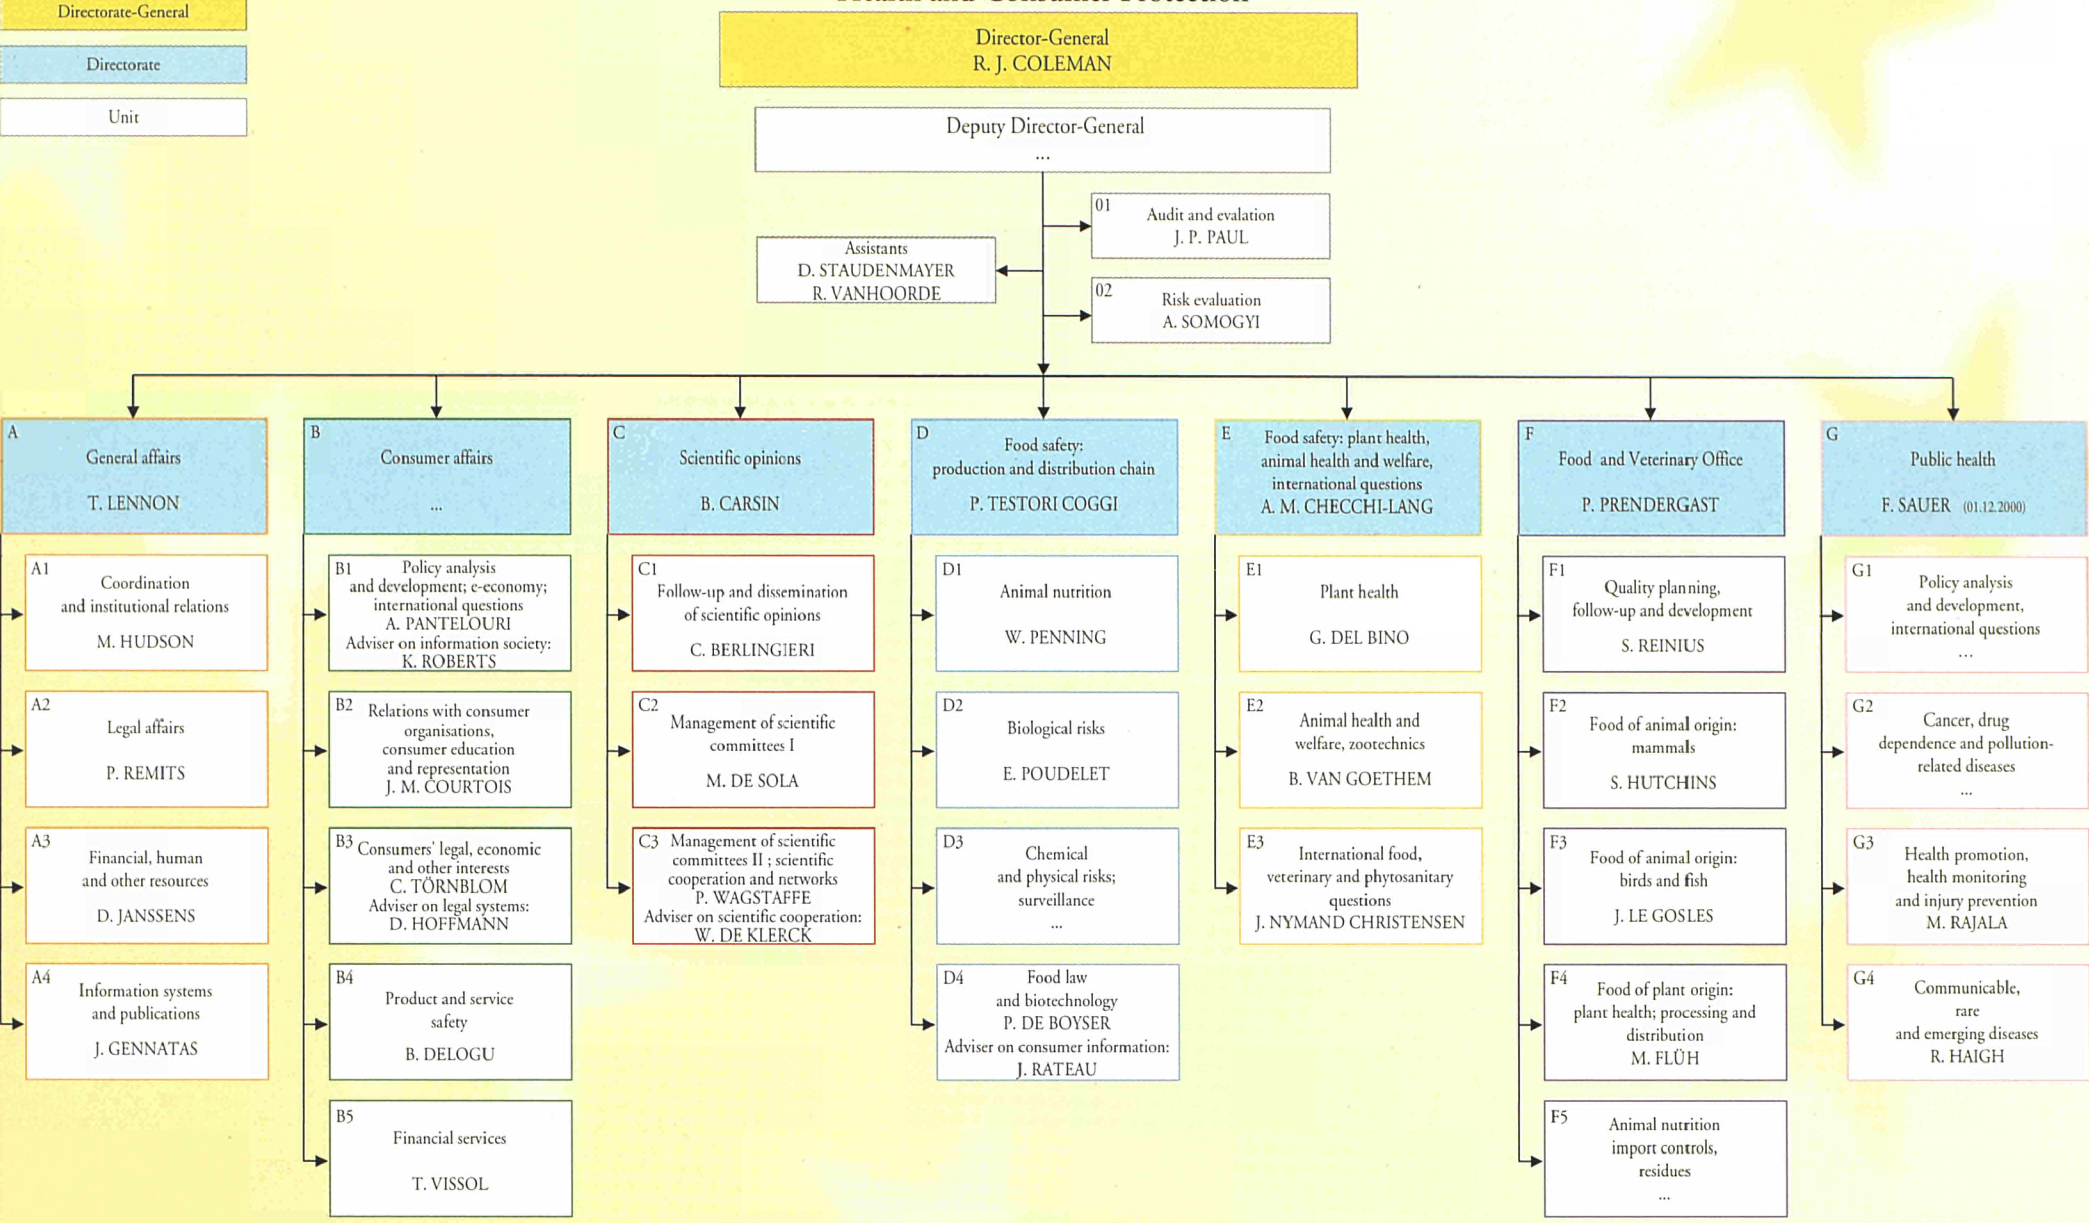 Directorate-General
Directorate
Unit
Health and Consumer Protection
Director-General
R. J. COLEMAN
Deputy Director-General
...
01
Audit and evalation
J. P. PAUL
Assistants
D. STAUDENMAYER
R. VANHOORDE
02
Risk evaluation
A. SOMOGYI
A
General affairs
T. LENNON
B
Consumer affairs
...
C
Scientific opinions
B. CARSIN
D
Food safety:
production and distribution chain
P. TESTORI COGGI
E
Food safety: plant health,
animal health and welfare,
international questions
A. M. CHECCHI-LANG
F
Food and Veterinary Office
P. PRENDERGAST
G
Public health
F. SAUER (01.12.2000)
A1
Coordination
and institutional relations
M. HUDSON
A2
Legal affairs
P. REMITS
A3
Financial, human
and other resources
D. JANSSENS
A4
Information systems
and publications
J. GENNATAS
B1
Policy analysis
and development; e-economy;
international questions
A. PANTELOURI
Adviser on information society:
K. ROBERTS
B2
Relations with consumer
organisations,
consumer education
and representation
J. M. COURTOIS
B3
Consumers' legal, economic
and other interests
C. TÖRNBLOM
Adviser on legal systems:
D. HOFFMANN
B4
Product and service
safety
B. DELOGU
B5
Financial services
T. VISSOL
C1
Follow-up and dissemination
of scientific opinions
C. BERLINGIERI
C2
Management of scientific
committees I
M. DE SOLA
C3
Management of scientific
committees II ; scientific
cooperation and networks
P. WAGSTAFFE
Adviser on scientific cooperation:
W. DE KLERCK
D1
Animal nutrition
W. PENNING
D2
Biological risks
E. POUDELET
D3
Chemical
and physical risks;
surveillance
...
D4
Food law
and biotechnology
P. DE BOYSER
Adviser on consumer information:
J. RATEAU
E1
Plant health
G. DEL BINO
E2
Animal health and
welfare, zootechnics
B. VAN GOETHEM
E3
International food,
veterinary and phytosanitary
questions
J. NYMAND CHRISTENSEN
F1
Quality planning,
follow-up and development
S. REINIUS
F2
Food of animal origin:
mammals
S. HUTCHINS
F3
Food of animal origin:
birds and fish
J. LE GOSLES
F4
Food of plant origin:
plant health; processing and
distribution
M. FLÜH
F5
Animal nutrition
import controls,
residues
...
G1
Policy analysis
and development,
international questions
...
G2
Cancer, drug
dependence and pollution-
related diseases
...
G3
Health promotion,
health monitoring
and injury prevention
M. RAJALA
G4
Communicable,
rare
and emerging diseases
R. HAIGH